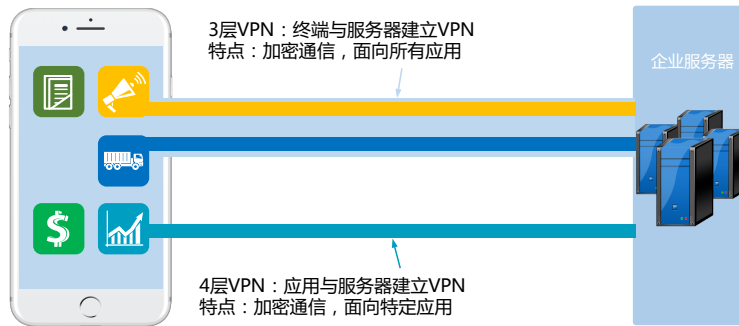 3层VPN：终端与服务器建立VPN
特点：加密通信，面向所有应用
企业服务器
4层VPN：应用与服务器建立VPN
特点：加密通信，面向特定应用